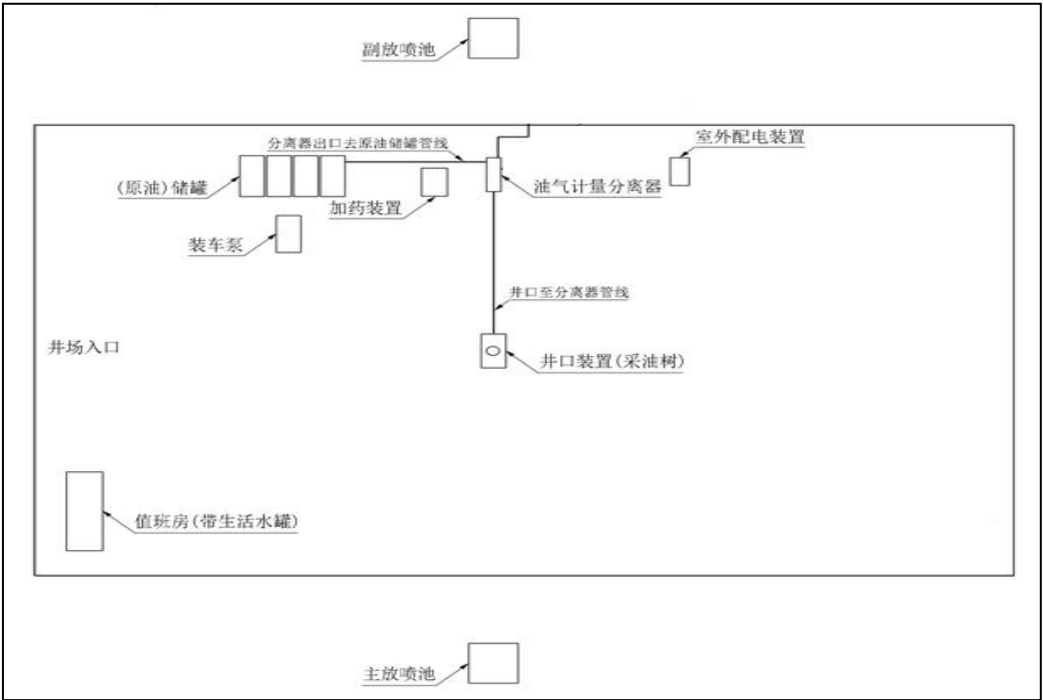 副放喷池
分离器出口去原油储罐管线
室外配电装置
(原油)储罐
油气计量分离器
加药装置
装车泵
井口至分离器管线
井场入口
井口装置(采油树)
值班房(带生活水罐)
主放喷池